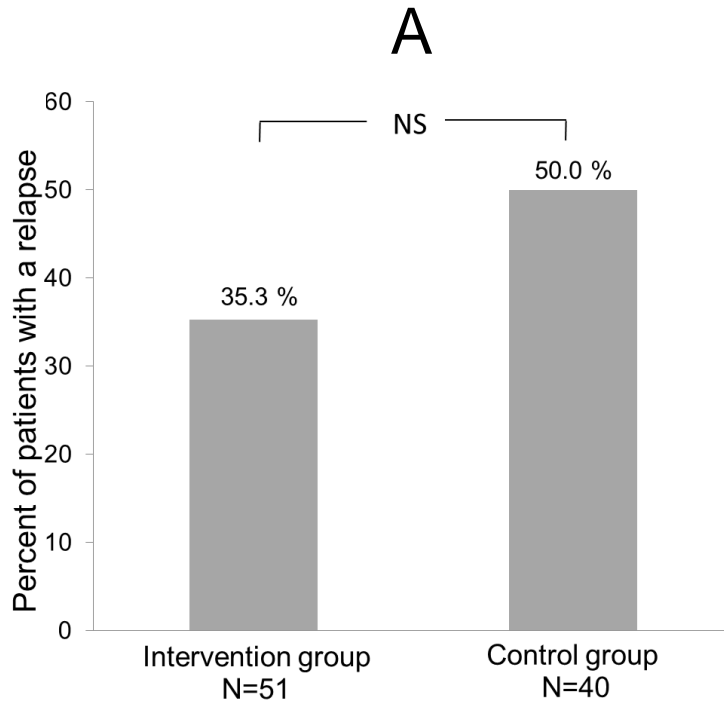 A
Percent of patients with a relapse
60
50
40
30
20
10
0
NS
35.3 %
50.0 %
Intervention group
N=51
Control group
N=40